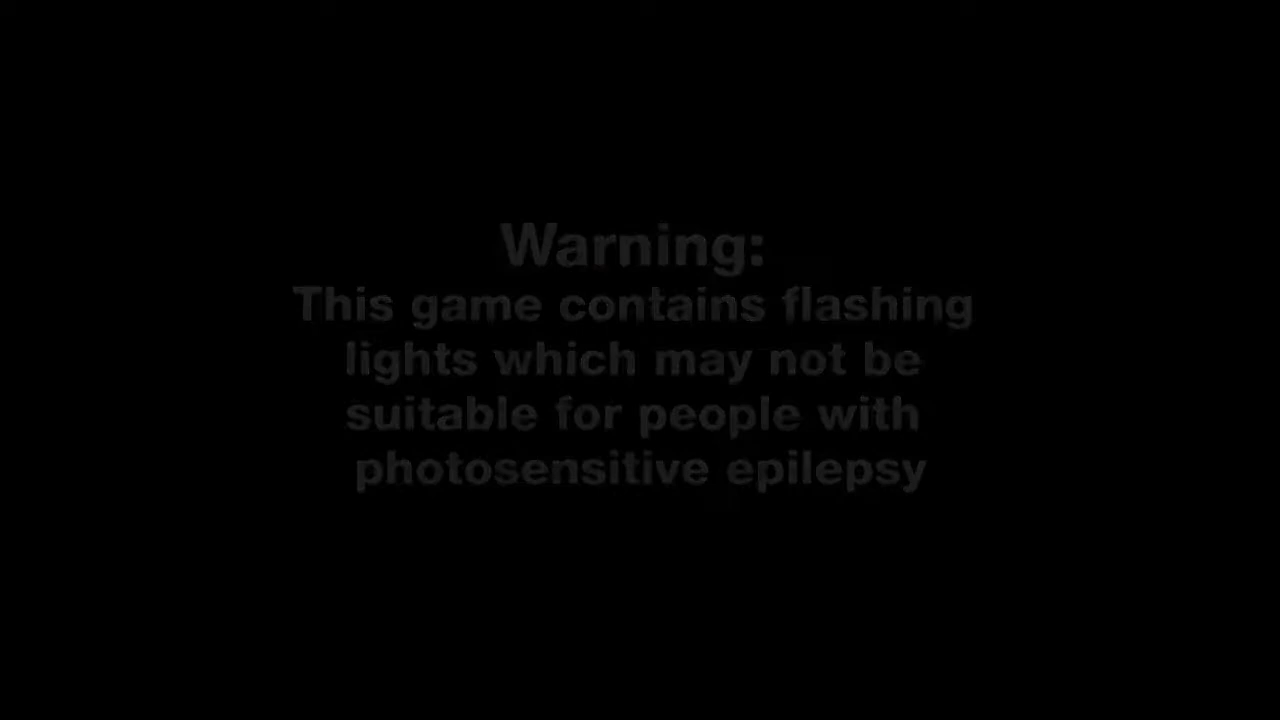 Warning:
This game contains flashing
lights which may not be
suitable for people with
photosensitive epilepsy